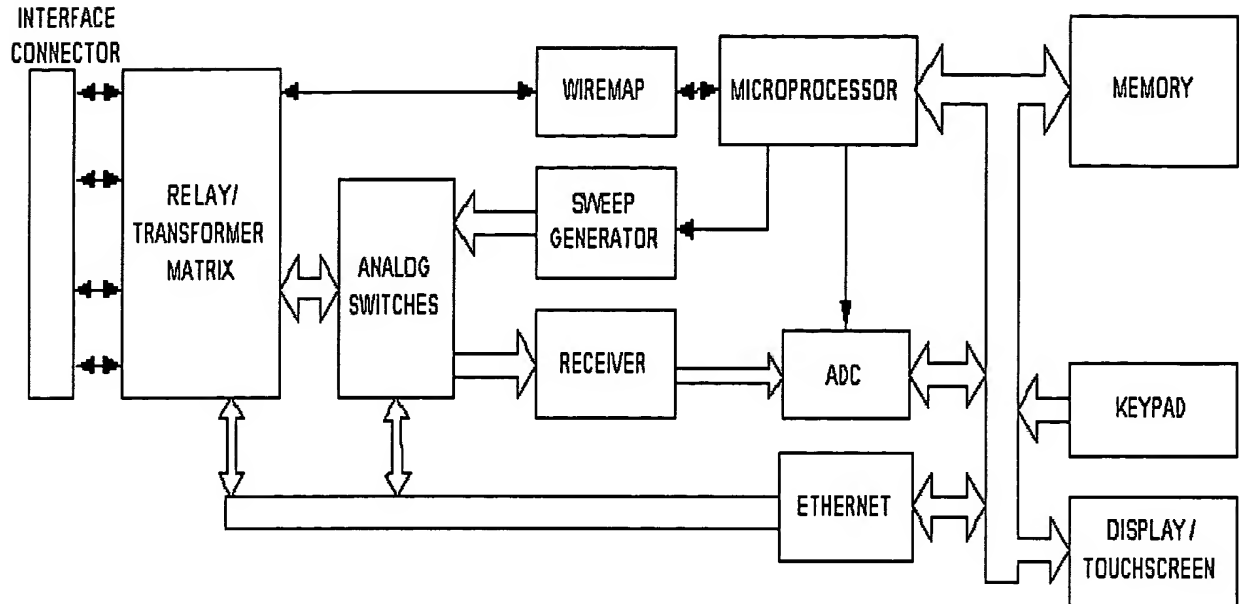 INTERFACE
CONNECTOR
RELAY/
TRANSFORMER
MATRIX
WIREMAP
MICROPROCESSOR
MEMORY
ANALOG
SWITCHES
SWEEP
GENERATOR
RECEIVER
ADC
KEYPAD
ETHERNET
DISPLAY/
TOUCHSCREEN